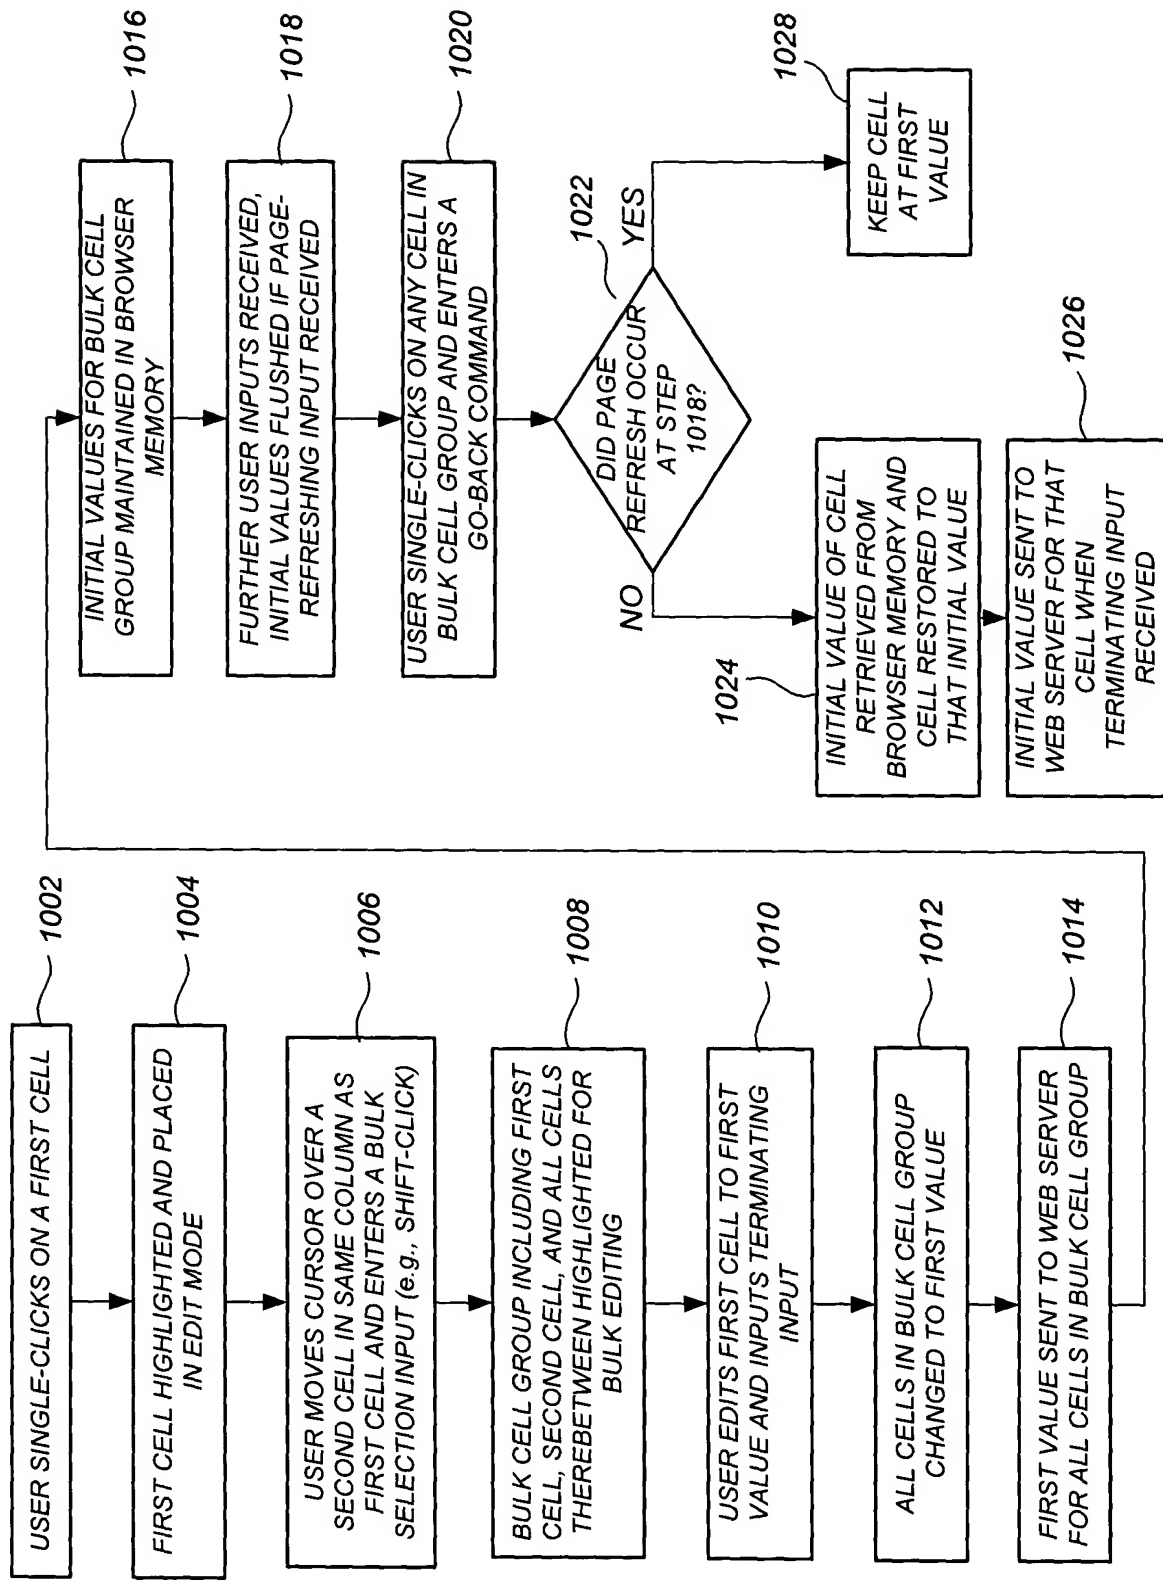 USER SINGLE-CLICKS ON A FIRST CELL
1002
FIRST CELL HIGHLIGHTED AND PLACED
IN EDIT MODE
1004
USER MOVES CURSOR OVER A
SECOND CELL IN SAME COLUMN AS
FIRST CELL AND ENTERS A BULK
SELECTION INPUT (e.g., SHIFT-CLICK)
1006
BULK CELL GROUP INCLUDING FIRST
CELL, SECOND CELL, AND ALL CELLS
THEREBETWEEN HIGHLIGHTED FOR
BULK EDITING
1008
USER EDITS FIRST CELL TO FIRST
VALUE AND INPUTS TERMINATING
INPUT
1010
ALL CELLS IN BULK CELL GROUP
CHANGED TO FIRST VALUE
1012
FIRST VALUE SENT TO WEB SERVER
FOR ALL CELLS IN BULK CELL GROUP
1014
INITIAL VALUES FOR BULK CELL
GROUP MAINTAINED IN BROWSER
MEMORY
1016
FURTHER USER INPUTS RECEIVED,
INITIAL VALUES FLUSHED IF PAGE-
REFRESHING INPUT RECEIVED
1018
USER SINGLE-CLICKS ON ANY CELL IN
BULK CELL GROUP AND ENTERS A
GO-BACK COMMAND
1020
DID PAGE
REFRESH OCCUR
AT STEP
1018?
1022
NO
YES
INITIAL VALUE OF CELL
RETRIEVED FROM
BROWSER MEMORY AND
CELL RESTORED TO
THAT INITIAL VALUE
1024
INITIAL VALUE SENT TO
WEB SERVER FOR THAT
CELL WHEN
TERMINATING INPUT
RECEIVED
1026
KEEP CELL
AT FIRST
VALUE
1028